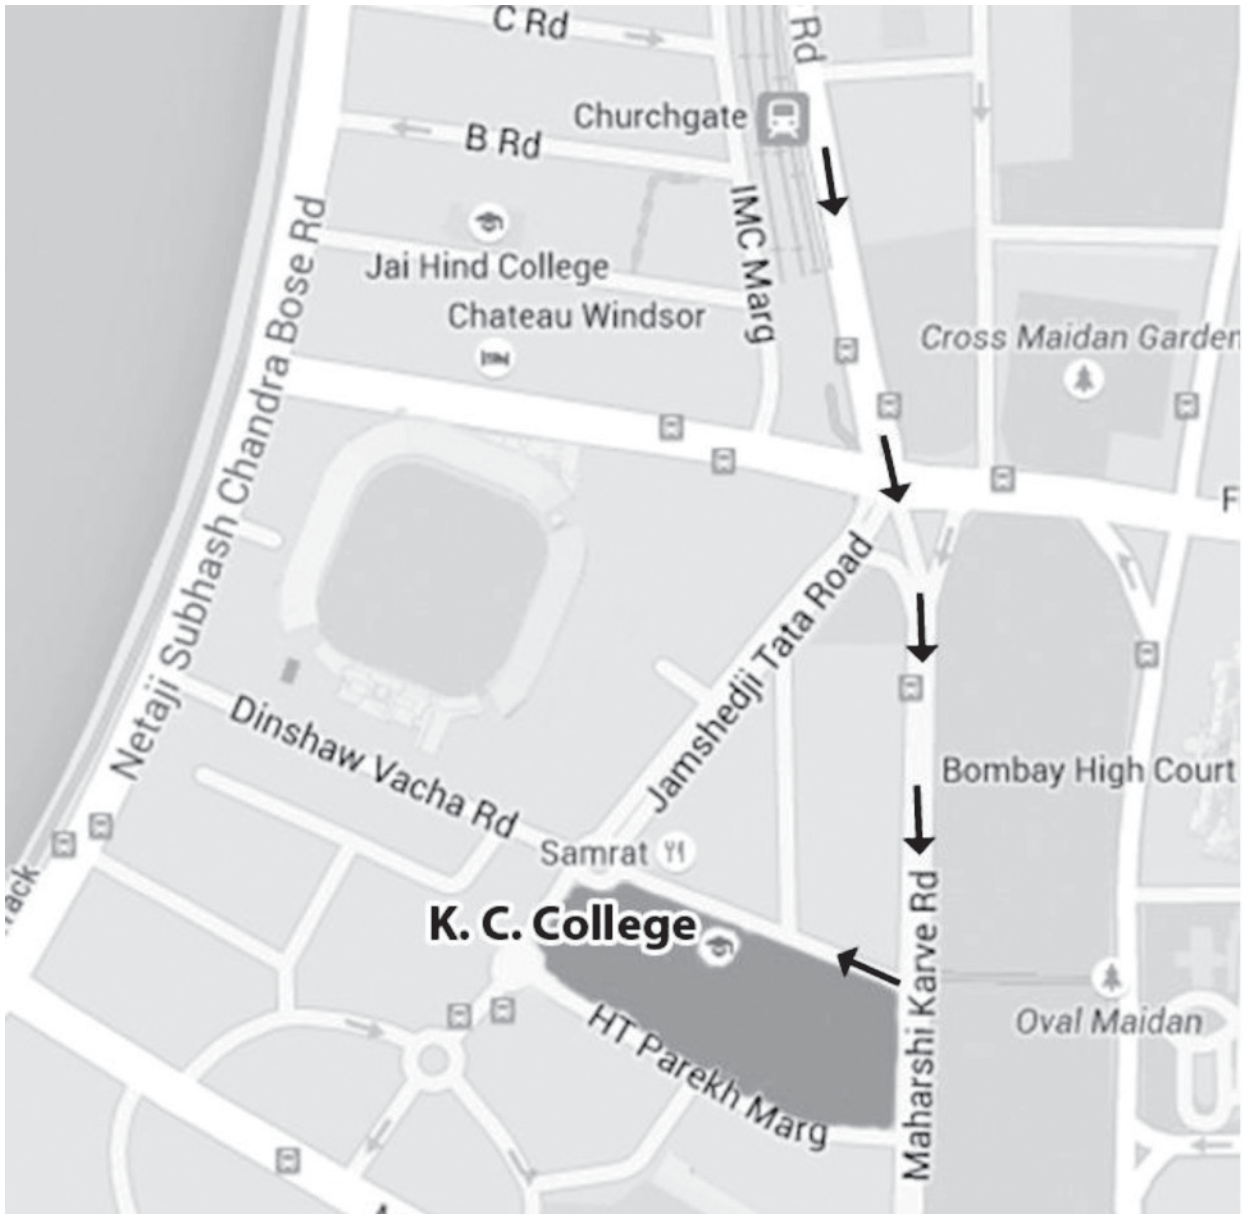 C Rd
Rd
Churchgate
B Rd
IMC Marg
Jai Hind College
Chateau Windsor
Cross Maidan Garden
Netaji Subhash Chandra Bose Rd
F
Jamshedji Tata Road
Dinshaw Vacha Rd
Bombay High Court
Samrat
K. C. College
Maharshi Karve Rd
Oval Maidan
HT Parekh Marg